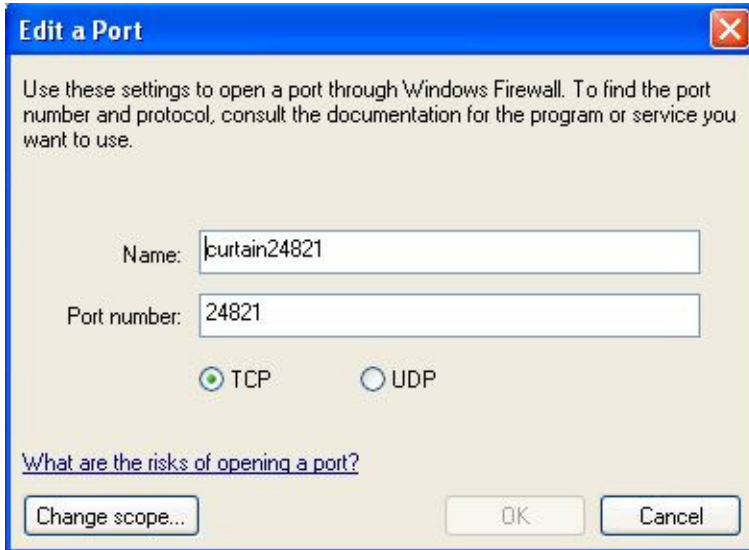 Edit a Port
Use these settings to open a port through Windows Firewall. To find the port
number and protocol, consult the documentation for the program or service you
want to use.
Name:
curtain24821
Port number:
24821
TCP
UDP
What are the risks of opening a port?
Change scope...
OK
Cancel